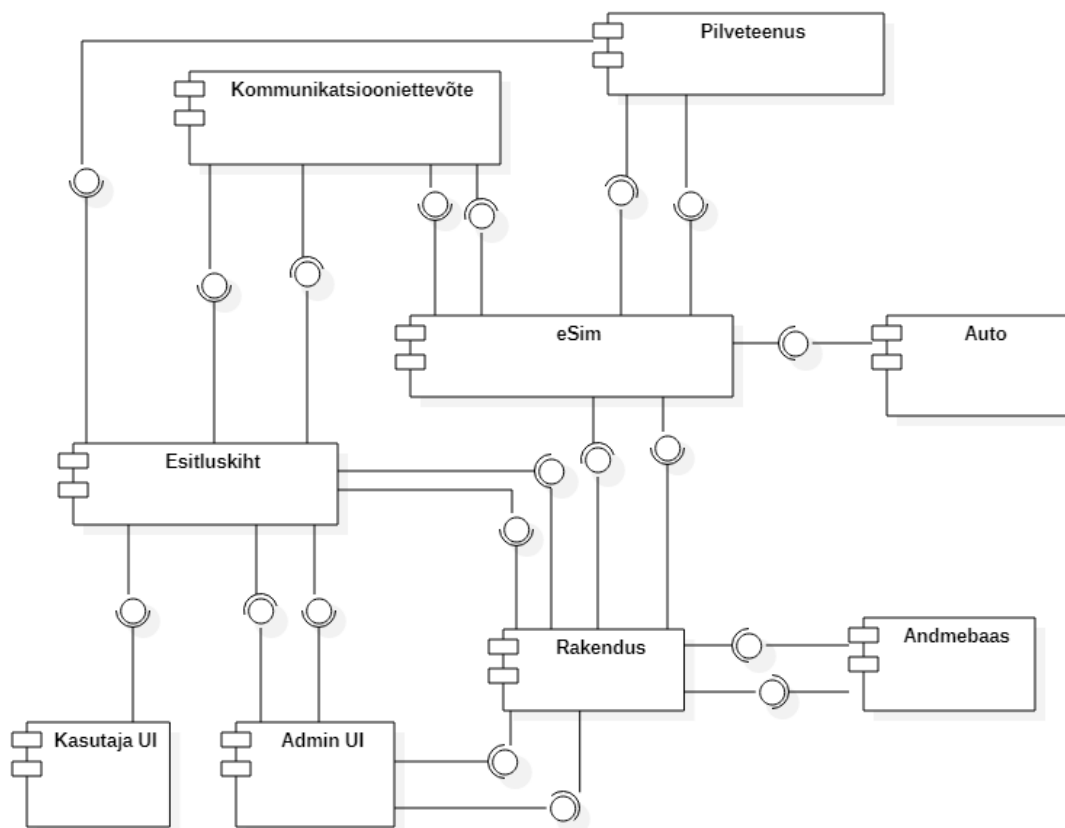 Pilveteenus
Kommunikatsiooniettevõte
eSim
Auto
Esitluskiht
Rakendus
Andmebaas
Kasutaja UI
Admin UI